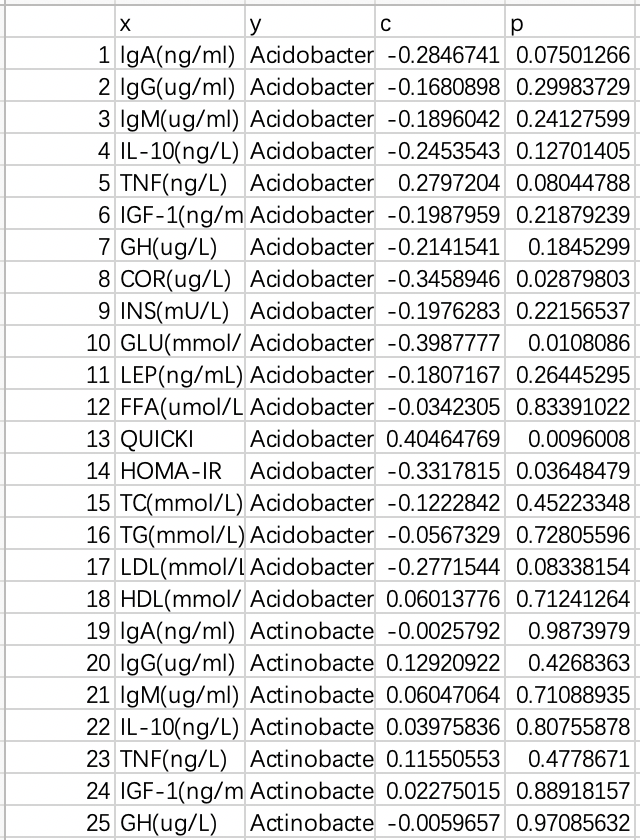 x y c p
1 IgA(ng/ml) Acidobacter -0.2846741 0.07501266
2 IgG(ug/ml) Acidobacter -0.1680898 0.29983729
3 IgM(ug/ml) Acidobacter -0.1896042 0.24127599
4 IL-10(ng/L) Acidobacter -0.2453543 0.12701405
5 TNF(ng/L) Acidobacter 0.2797204 0.08044788
6 IGF-1(ng/m Acidobacter -0.1987959 0.21879239
7 GH(ug/L) Acidobacter -0.2141541 0.1845299
8 COR(ug/L) Acidobacter -0.3458946 0.02879803
9 INS(mU/L) Acidobacter -0.1976283 0.22156537
10 GLU(mmol/ Acidobacter -0.3987777 0.0108086
11 LEP(ng/mL) Acidobacter -0.1807167 0.26445295
12 FFA(umol/L Acidobacter -0.0342305 0.83391022
13 QUICKI Acidobacter 0.40464769 0.0096008
14 HOMA-IR Acidobacter -0.3317815 0.03648479
15 TC(mmol/L) Acidobacter -0.1222842 0.45223348
16 TG(mmol/L) Acidobacter -0.0567329 0.72805596
17 LDL(mmol/L Acidobacter -0.2771544 0.08338154
18 HDL(mmol/ Acidobacter 0.06013776 0.71241264
19 IgA(ng/ml) Actinobacte -0.0025792 0.9873979
20 IgG(ug/ml) Actinobacte 0.12920922 0.4268363
21 IgM(ug/ml) Actinobacte 0.06047064 0.71088935
22 IL-10(ng/L) Actinobacte 0.03975836 0.80755878
23 TNF(ng/L) Actinobacte 0.11550553 0.4778671
24 IGF-1(ng/m Actinobacte 0.02275015 0.88918157
25 GH(ug/L) Actinobacte -0.0059657 0.97085632